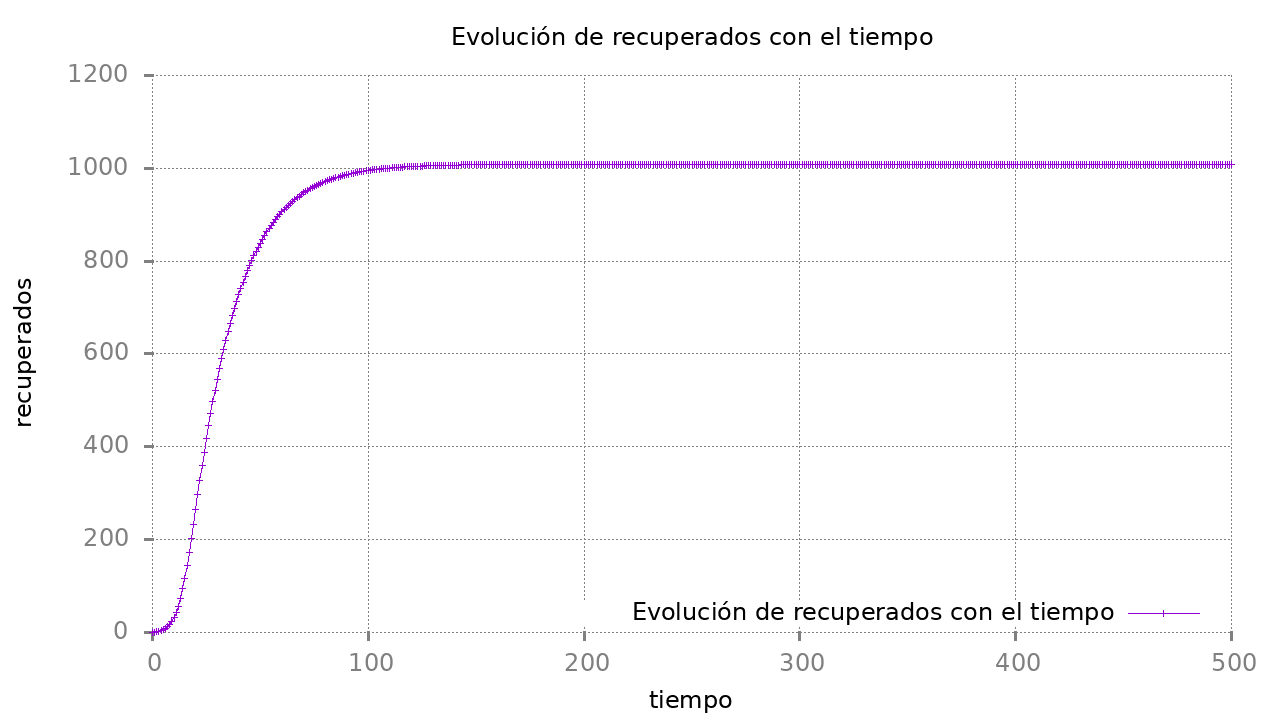 Evolución de recuperados con el tiempo
1200
1000
800
600
400
200
0
recuperados
Evolución de recuperados con el tiempo
0 100 200 300 400 500
tiempo